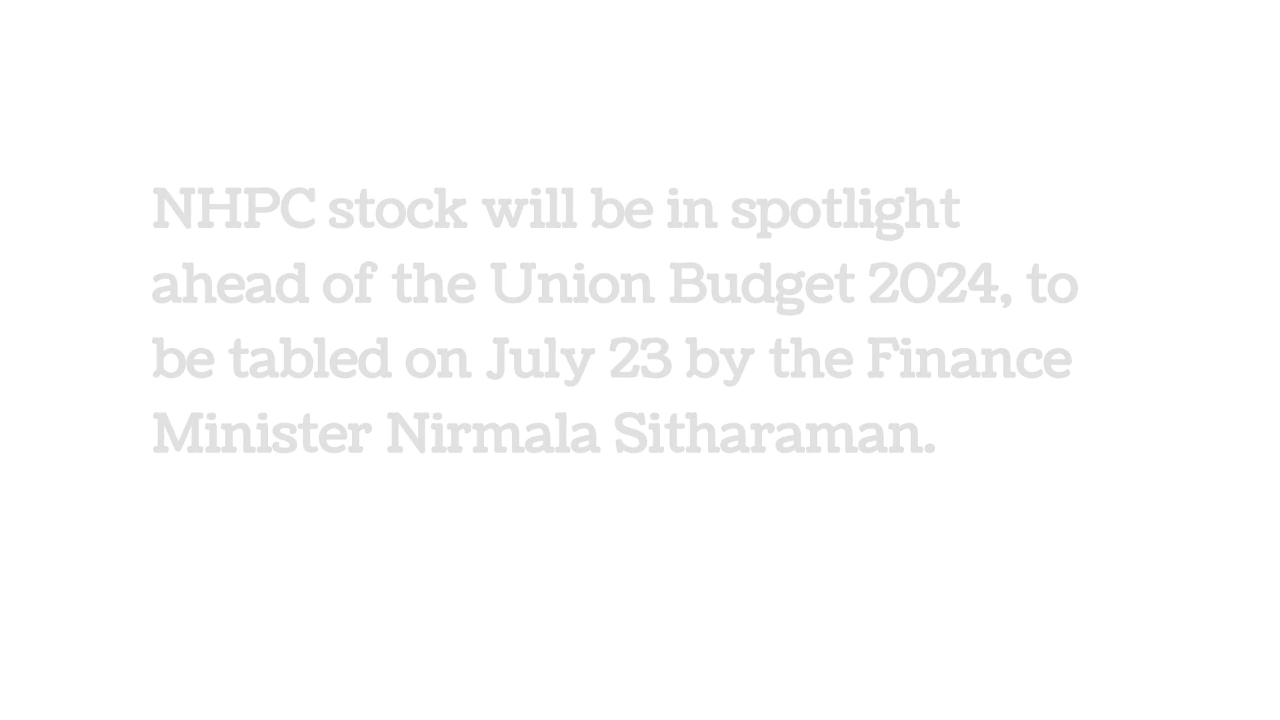 NHPC stock will be in spotlight
ahead of the Union Budget 2024, to
be tabled on July 23 by the Finance
Minister Nirmala Sitharaman.